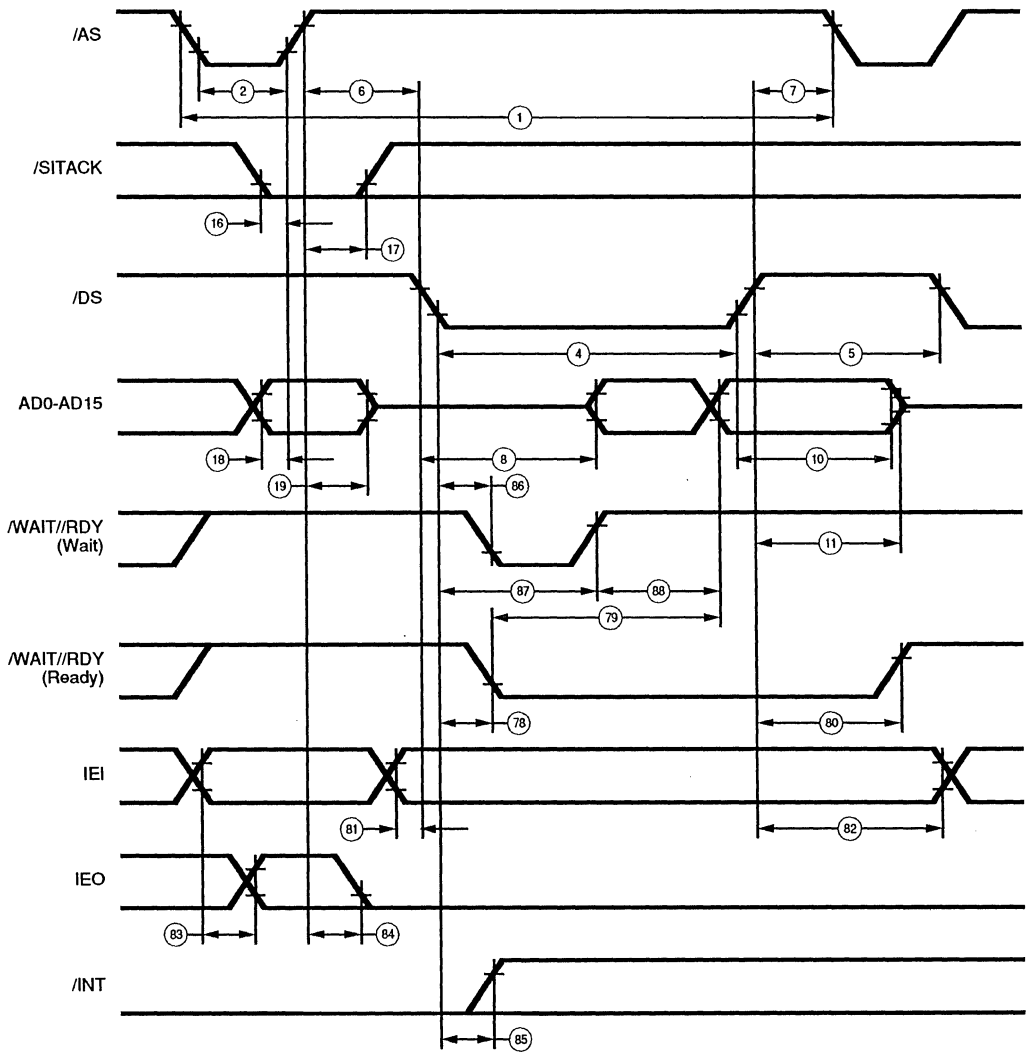 /AS
2
6
7
1
/SITACK
16
17
/DS
4
5
AD0-AD15
18
8
10
19
86
/WAIT//RDY
(Wait)
11
87
88
79
/WAIT//RDY
(Ready)
78
80
IEI
81
82
IEO
83
84
/INT
85